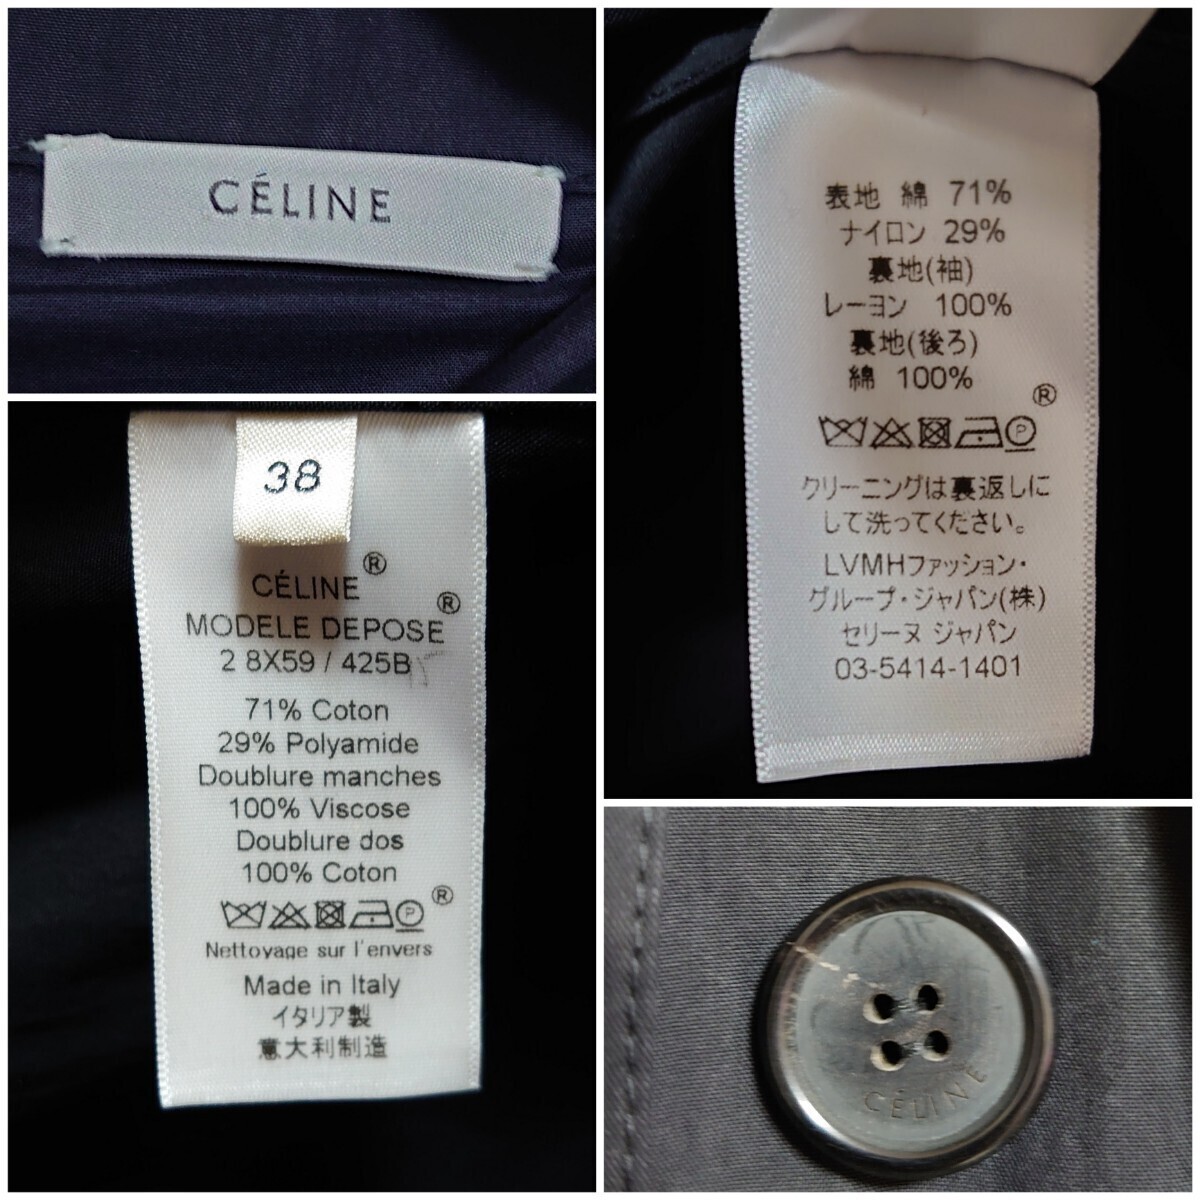 CÉLINE
表地 綿 71%
ナイロン 29%
裏地(袖)
レーヨン 100%
裏地(後ろ)
綿 100%
®
P
クリーニングは裏返しに
して洗ってください。
LVMHファッション・
グループ・ジャパン(株)
セリーヌ ジャパン
03-5414-1401
38
CÉLINE®
MODELE DEPOSE®
2 8X59 / 425B
71% Coton
29% Polyamide
Doublure manches
100% Viscose
Doublure dos
100% Coton
®
P
Nettoyage sur l'envers
Made in Italy
イタリア製
意大利制造
CÉLINE